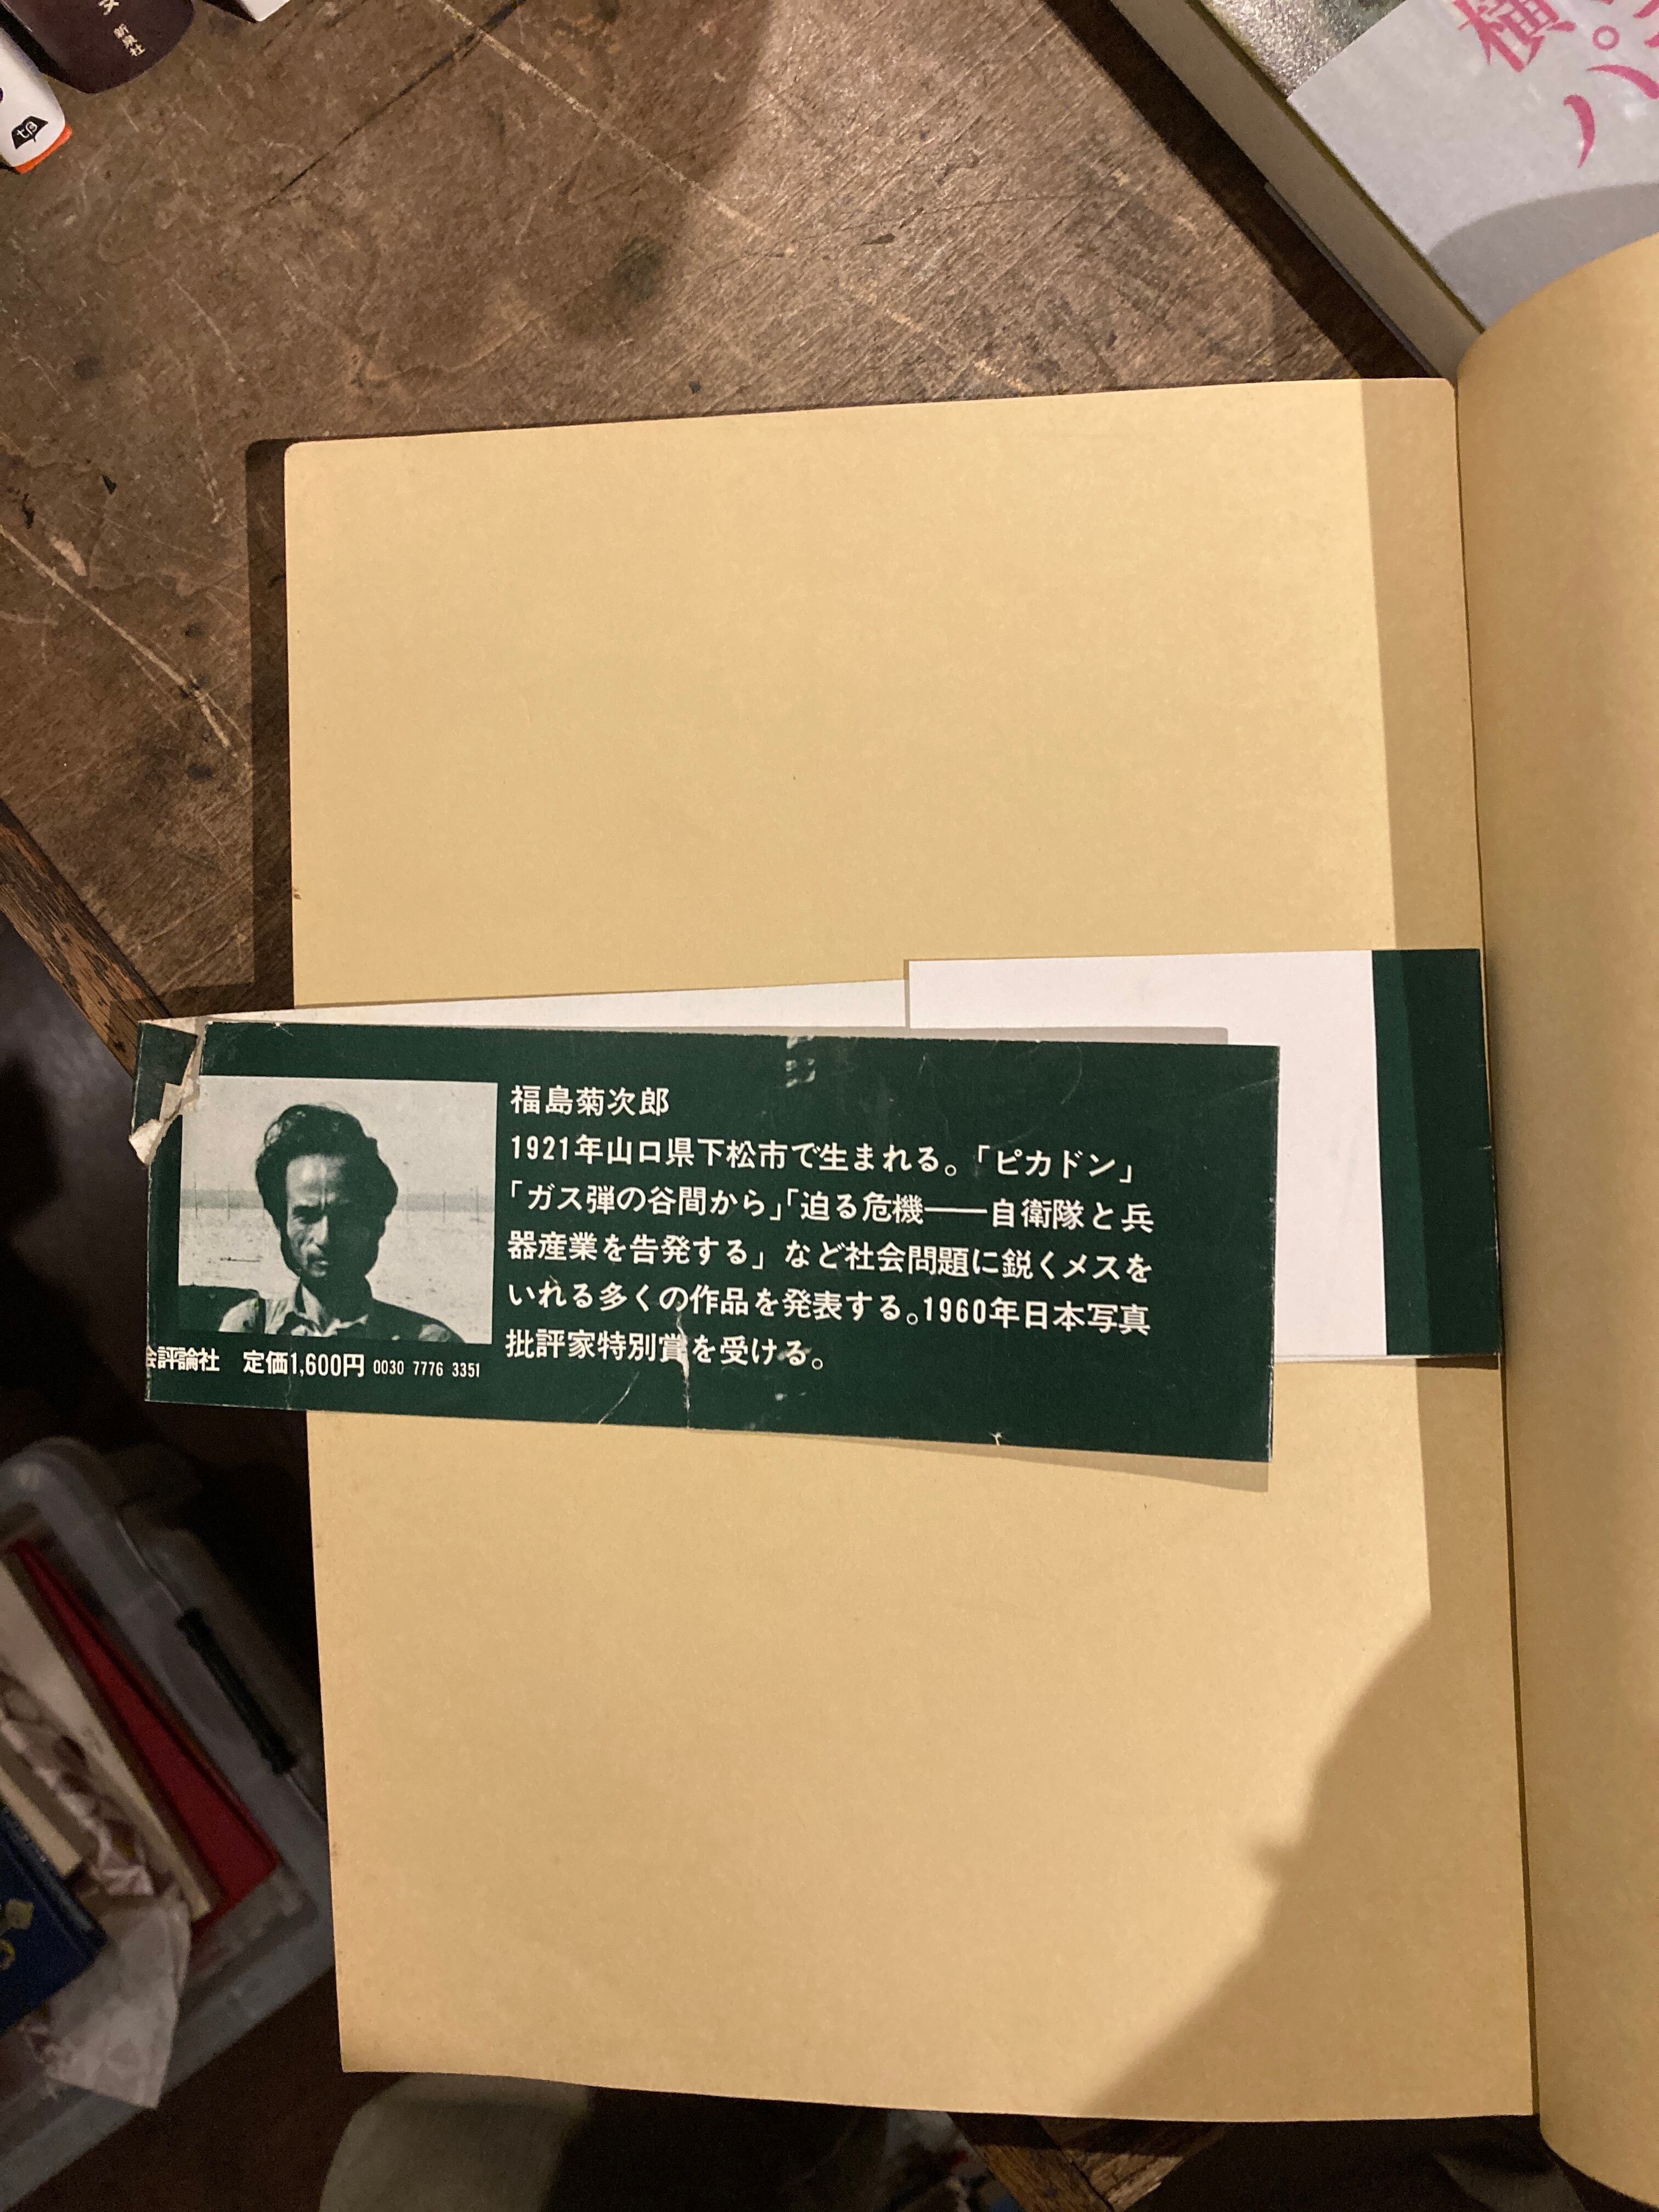 新泉社
横
ハ
福島菊次郎
1921年山口県下松市で生まれる。「ピカドン」
「ガス弾の谷間から」「迫る危機――自衛隊と兵
器産業を告発する」など社会問題に鋭くメスを
いれる多くの作品を発表する。1960年日本写真
批評家特別賞を受ける。
会評論社　定価1,600円 0030 7776 3351